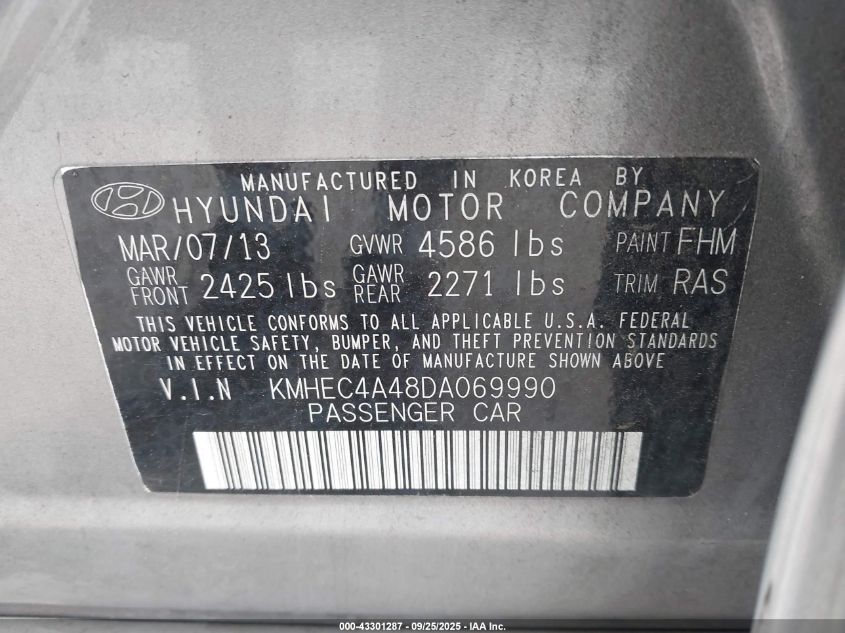 MANUFACTURED IN KOREA BY
HYUNDAI MOTOR COMPANY
MAR/07/13 GVWR 4586 lbs PAINT FHM
GAWR FRONT 2425 lbs GAWR REAR 2271 lbs TRIM RAS
THIS VEHICLE CONFORMS TO ALL APPLICABLE U.S.A. FEDERAL
MOTOR VEHICLE SAFETY, BUMPER, AND THEFT PREVENTION STANDARDS
IN EFFECT ON THE DATE OF MANUFACTURE SHOWN ABOVE
V.I.N KMHEC4A48DA069990
PASSENGER CAR
000-43301287 - 09/25/2025 - IAA Inc.